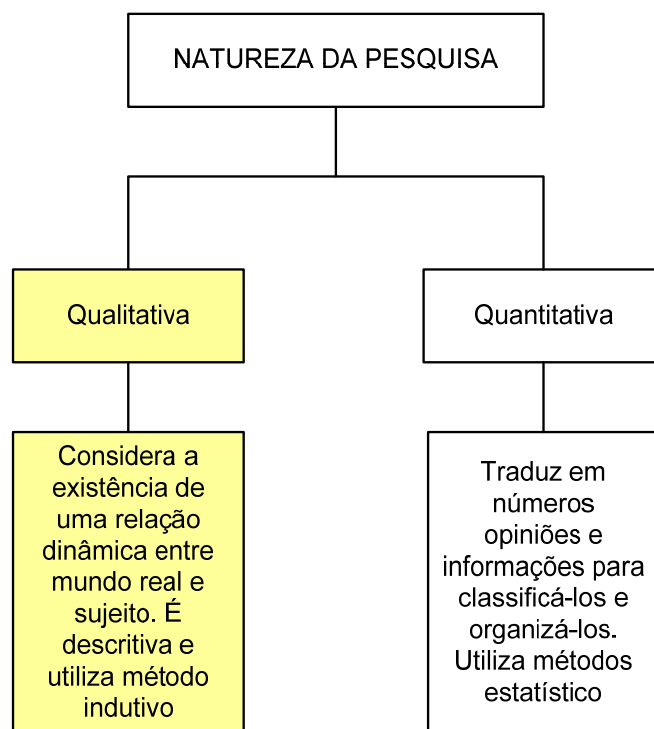 NATUREZA DA PESQUISA
Qualitativa
Quantitativa
Considera a
existência de
uma relação
dinâmica entre
mundo real e
sujeito. É
descritiva e
utiliza método
indutivo
Traduz em
números
opiniões e
informações para
classificá-los e
organizá-los.
Utiliza métodos
estatístico